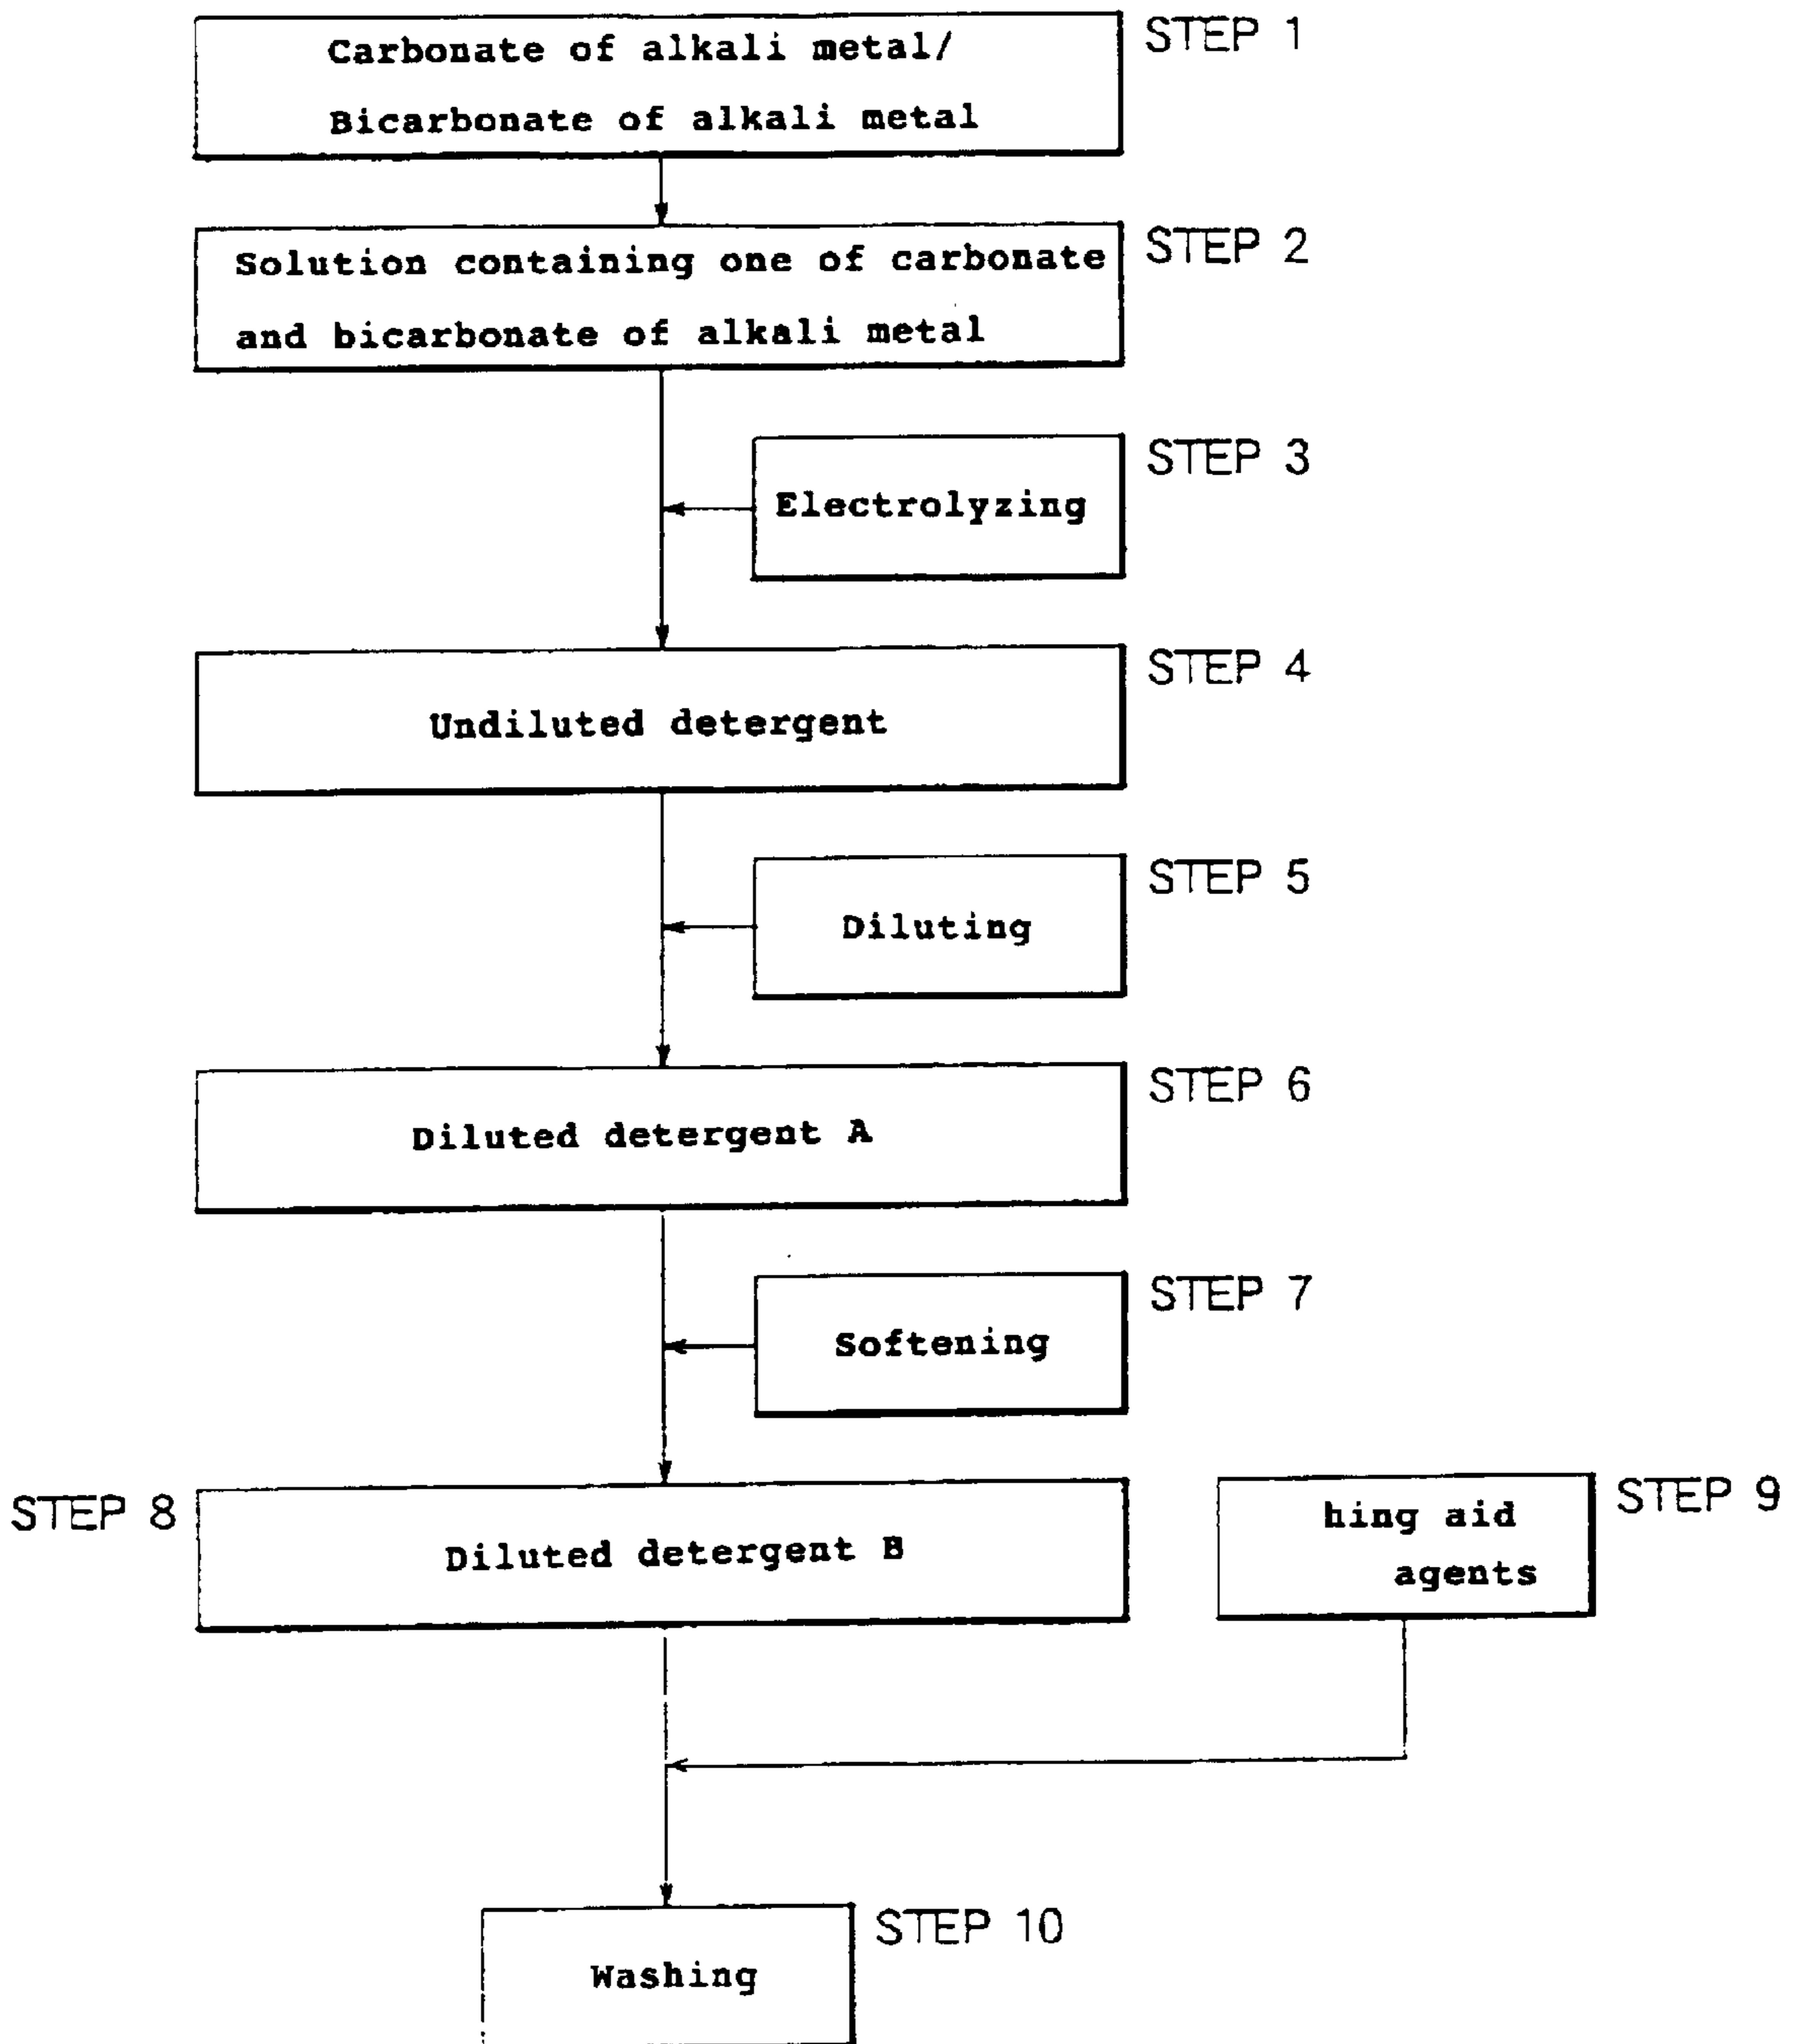 Carbonate of alkali metal/
Bicarbonate of alkali metal
STEP 1
Solution containing one of carbonate
and bicarbonate of alkali metal
STEP 2
Electrolyzing
STEP 3
Undiluted detergent
STEP 4
Diluting
STEP 5
Diluted detergent A
STEP 6
Softening
STEP 7
STEP 8
Diluted detergent B
hing aid
agents
STEP 9
Washing
STEP 10